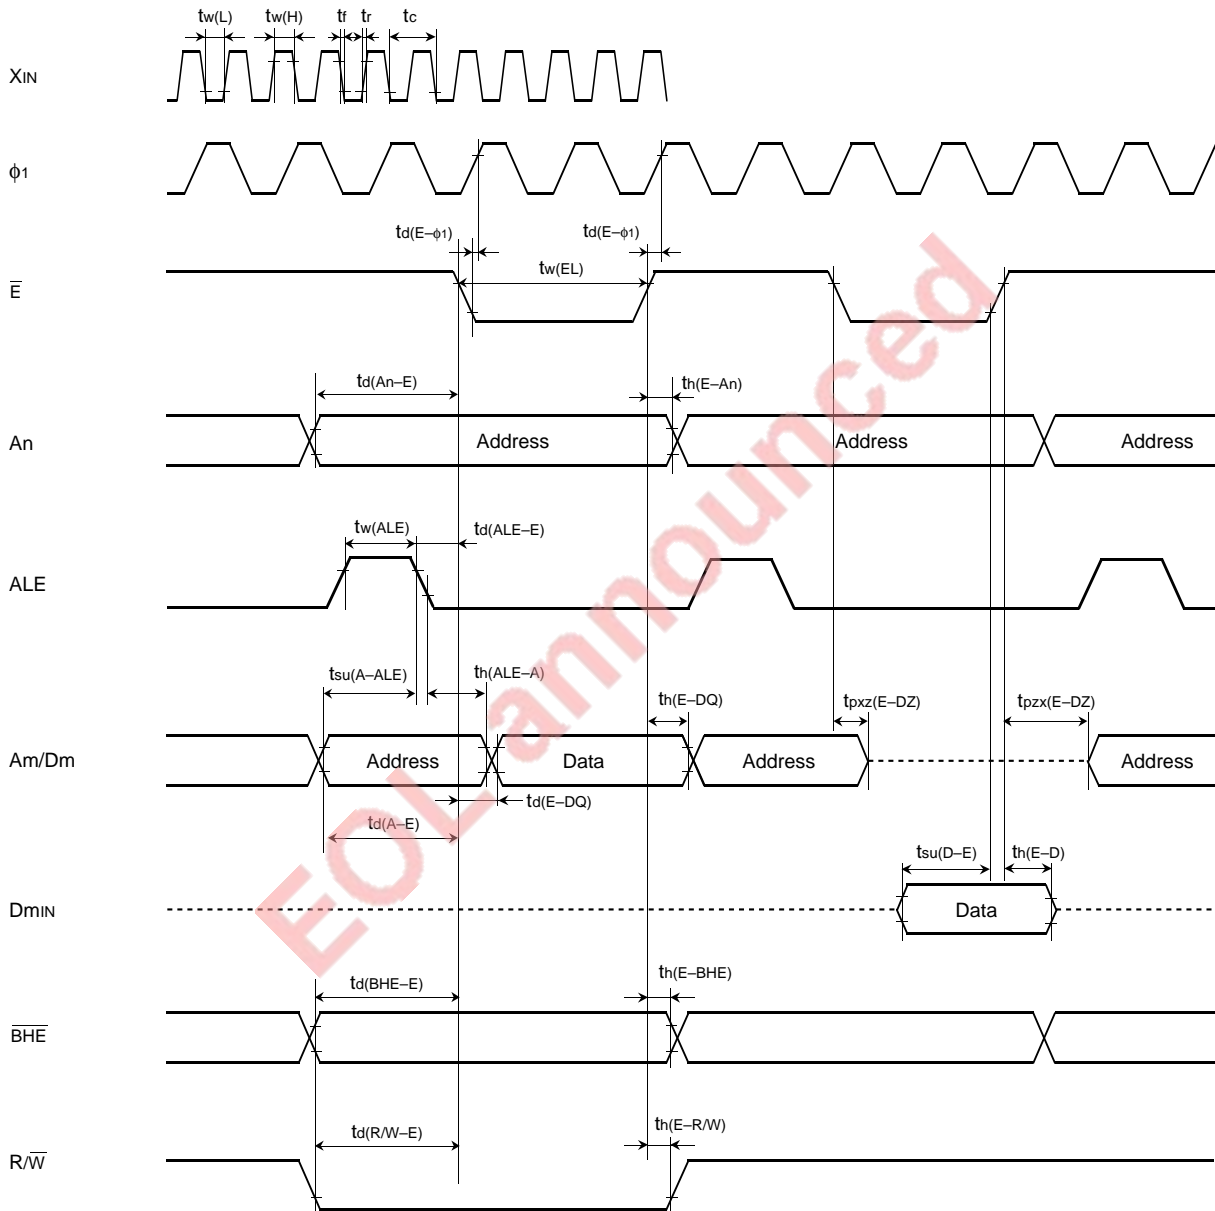 tw(L) tw(H) tf tr tc
XIN
ϕ1
td(E–ϕ1) td(E–ϕ1)
tw(EL)
E̅
td(An–E) th(E–An)
An Address Address Address
tw(ALE) td(ALE–E)
ALE
tsu(A–ALE) th(ALE–A) th(E–DQ) tpxz(E–DZ) tpzx(E–DZ)
Am/Dm Address Data Address Address
td(E–DQ)
td(A–E)
tsu(D–E) th(E–D)
DmIN Data
td(BHE–E) th(E–BHE)
B̅H̅E̅
td(R/W–E) th(E–R/W)
R/W̅
EOL announced